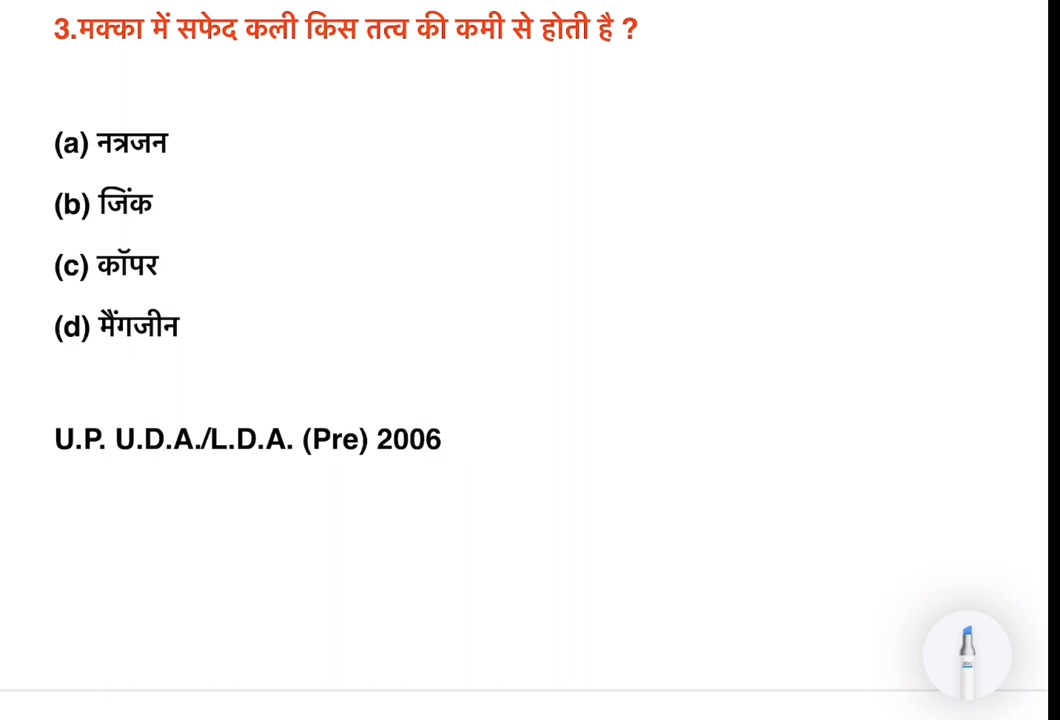 3.मक्का में सफेद कली किस तत्व की कमी से होती है ?
(a) नत्रजन
(b) जिंक
(c) कॉपर
(d) मैंगजीन
U.P. U.D.A./L.D.A. (Pre) 2006